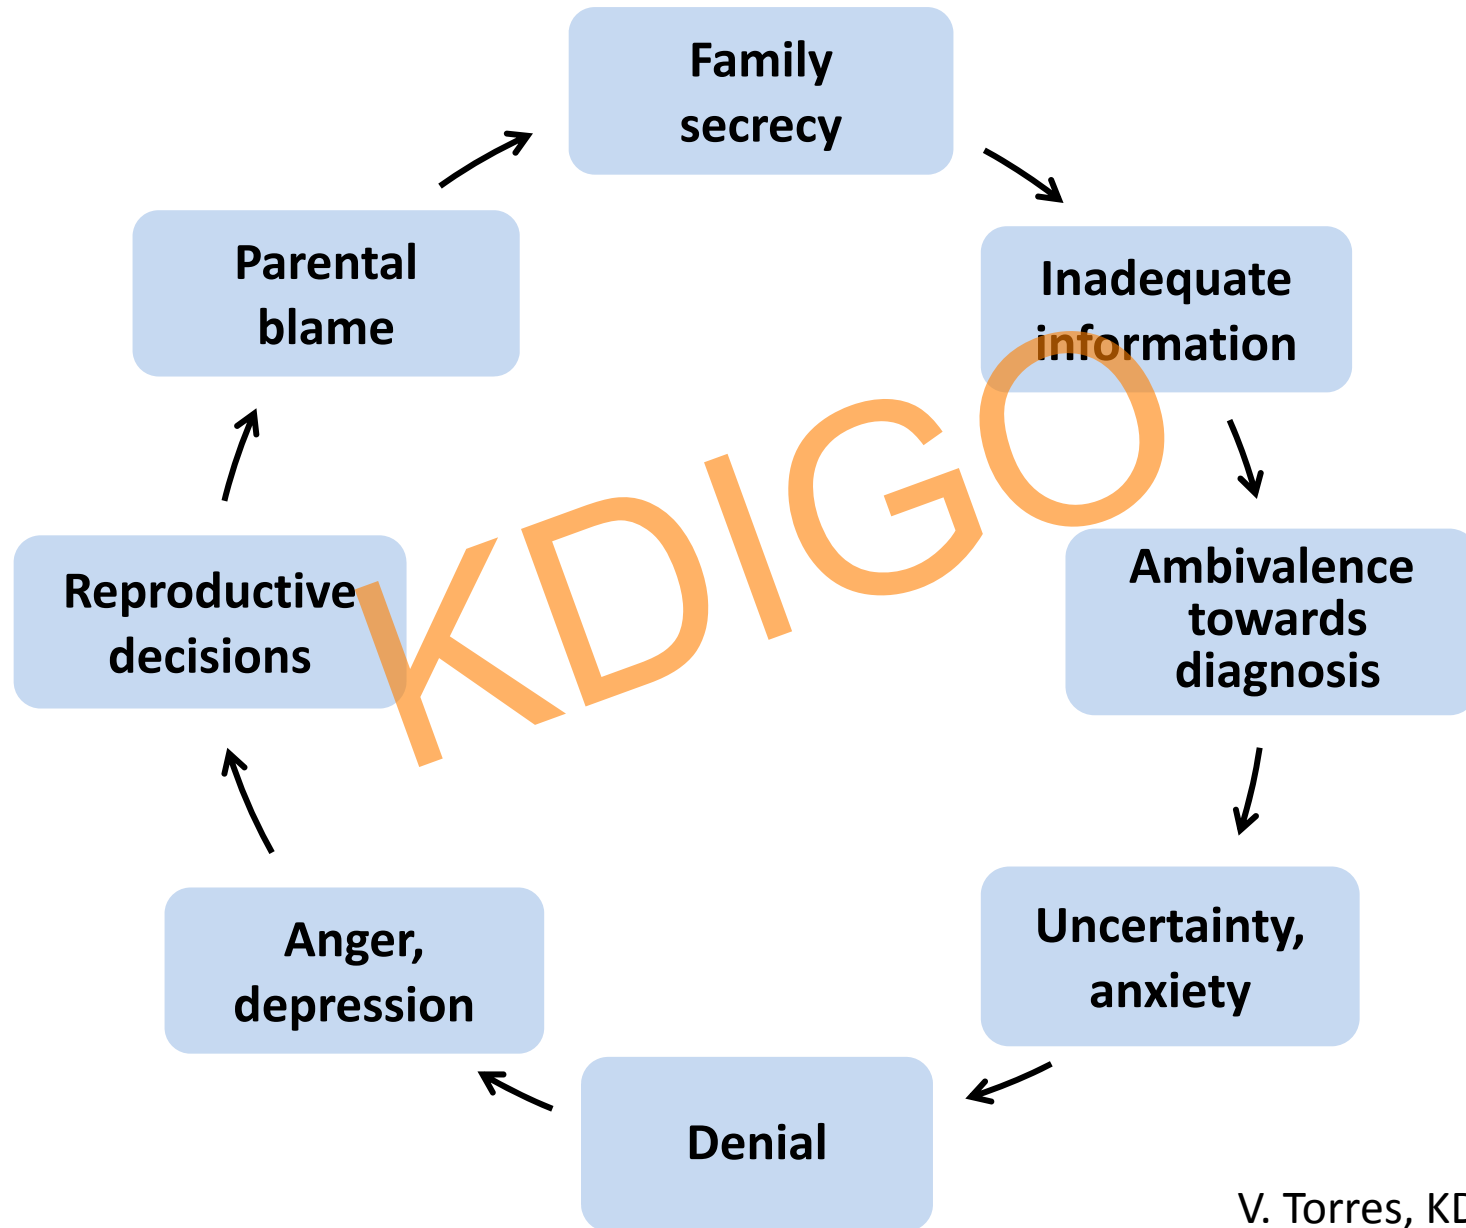 Family
secrecy
Inadequate
information
Ambivalence
towards
diagnosis
Uncertainty,
anxiety
Denial
Anger,
depression
Reproductive
decisions
Parental
blame
KDIGO
V. Torres, KD